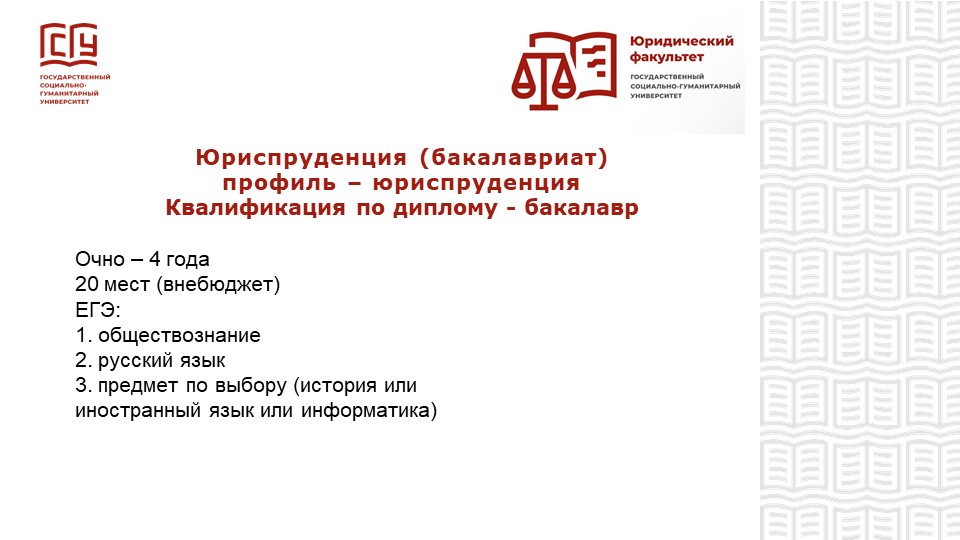 ГСГУ
ГОСУДАРСТВЕННЫЙ
СОЦИАЛЬНО-
ГУМАНИТАРНЫЙ
УНИВЕРСИТЕТ
Юридический
факультет
ГОСУДАРСТВЕННЫЙ
СОЦИАЛЬНО-ГУМАНИТАРНЫЙ
УНИВЕРСИТЕТ
Юриспруденция (бакалавриат)
профиль – юриспруденция
Квалификация по диплому - бакалавр
Очно – 4 года
20 мест (внебюджет)
ЕГЭ:
1. обществознание
2. русский язык
3. предмет по выбору (история или
иностранный язык или информатика)